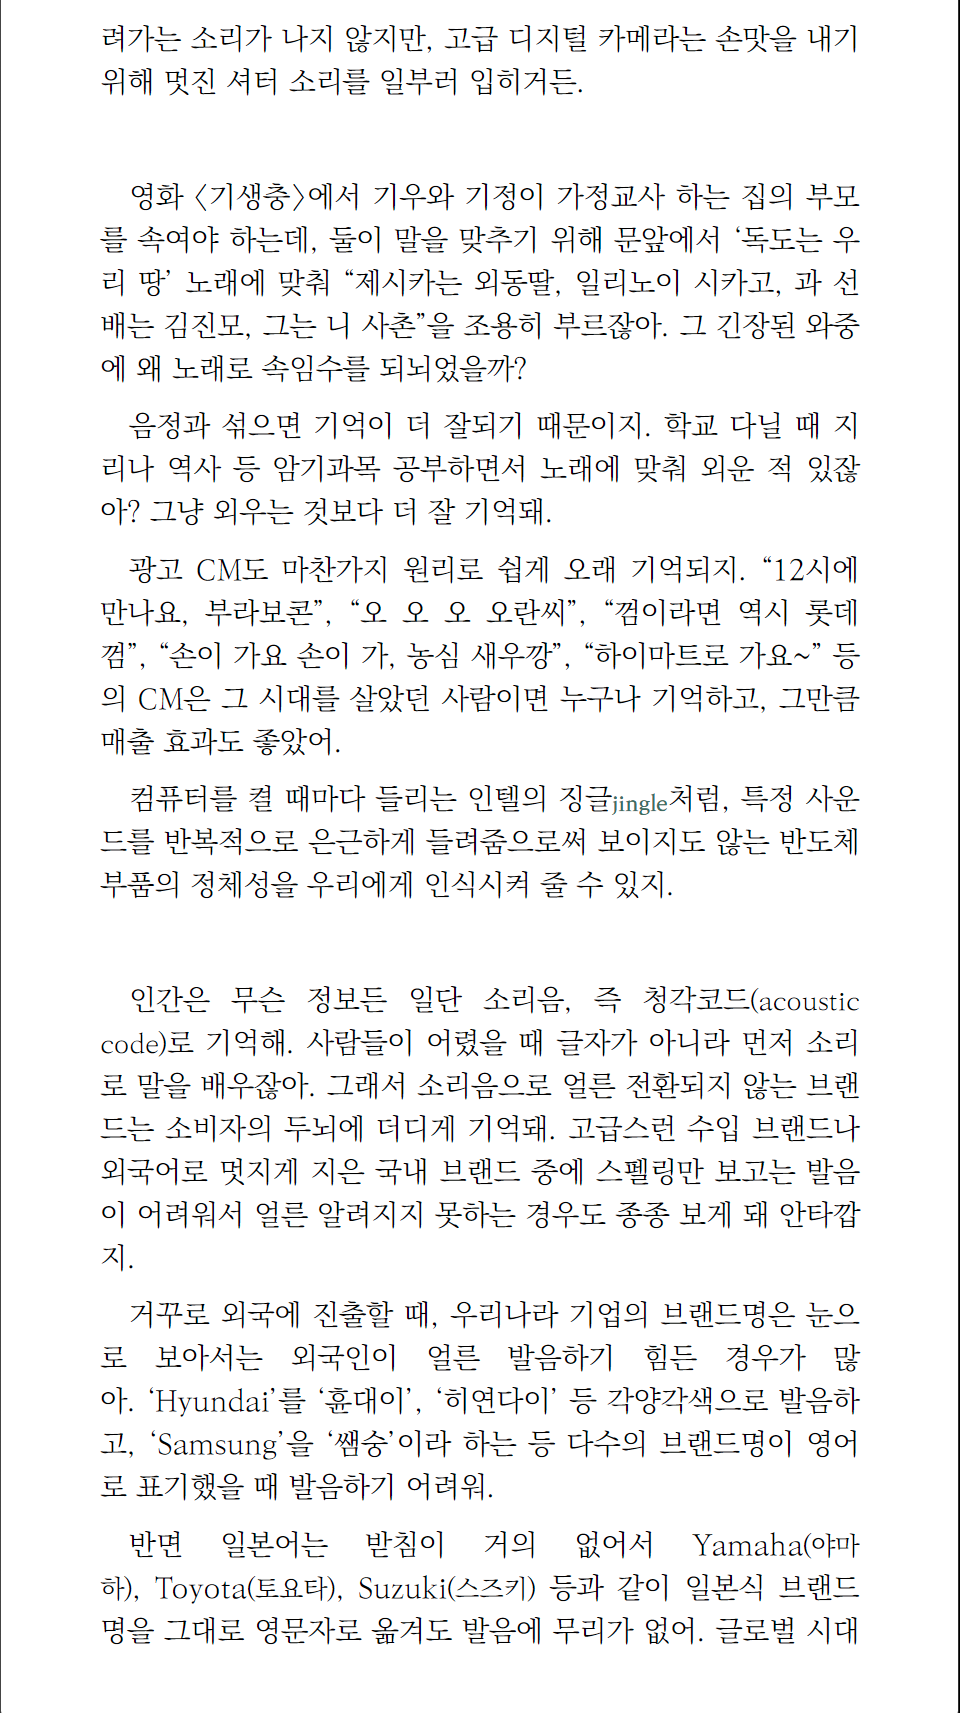 려가는 소리가 나지 않지만, 고급 디지털 카메라는 손맛을 내기
위해 멋진 셔터 소리를 일부러 입히거든.
영화 〈기생충〉에서 기우와 기정이 가정교사 하는 집의 부모
를 속여야 하는데, 둘이 말을 맞추기 위해 문앞에서 ‘독도는 우
리 땅’ 노래에 맞춰 “제시카는 외동딸, 일리노이 시카고, 과 선
배는 김진모, 그는 니 사촌”을 조용히 부르잖아. 그 긴장된 와중
에 왜 노래로 속임수를 되뇌었을까?
음정과 섞으면 기억이 더 잘되기 때문이지. 학교 다닐 때 지
리나 역사 등 암기과목 공부하면서 노래에 맞춰 외운 적 있잖
아? 그냥 외우는 것보다 더 잘 기억돼.
광고 CM도 마찬가지 원리로 쉽게 오래 기억되지. “12시에
만나요, 부라보콘”, “오 오 오 오란씨”, “껌이라면 역시 롯데
껌”, “손이 가요 손이 가, 농심 새우깡”, “하이마트로 가요~” 등
의 CM은 그 시대를 살았던 사람이면 누구나 기억하고, 그만큼
매출 효과도 좋았어.
컴퓨터를 켤 때마다 들리는 인텔의 징글jingle처럼, 특정 사운
드를 반복적으로 은근하게 들려줌으로써 보이지도 않는 반도체
부품의 정체성을 우리에게 인식시켜 줄 수 있지.
인간은 무슨 정보든 일단 소리음, 즉 청각코드(acoustic
code)로 기억해. 사람들이 어렸을 때 글자가 아니라 먼저 소리
로 말을 배우잖아. 그래서 소리음으로 얼른 전환되지 않는 브랜
드는 소비자의 두뇌에 더디게 기억돼. 고급스런 수입 브랜드나
외국어로 멋지게 지은 국내 브랜드 중에 스펠링만 보고는 발음
이 어려워서 얼른 알려지지 못하는 경우도 종종 보게 돼 안타깝
지.
거꾸로 외국에 진출할 때, 우리나라 기업의 브랜드명은 눈으
로 보아서는 외국인이 얼른 발음하기 힘든 경우가 많
아. ‘Hyundai’를 ‘휸대이’, ‘히연다이’ 등 각양각색으로 발음하
고, ‘Samsung’을 ‘쌤숭’이라 하는 등 다수의 브랜드명이 영어
로 표기했을 때 발음하기 어려워.
반면 일본어는 받침이 거의 없어서 Yamaha(야마
하), Toyota(토요타), Suzuki(스즈키) 등과 같이 일본식 브랜드
명을 그대로 영문자로 옮겨도 발음에 무리가 없어. 글로벌 시대